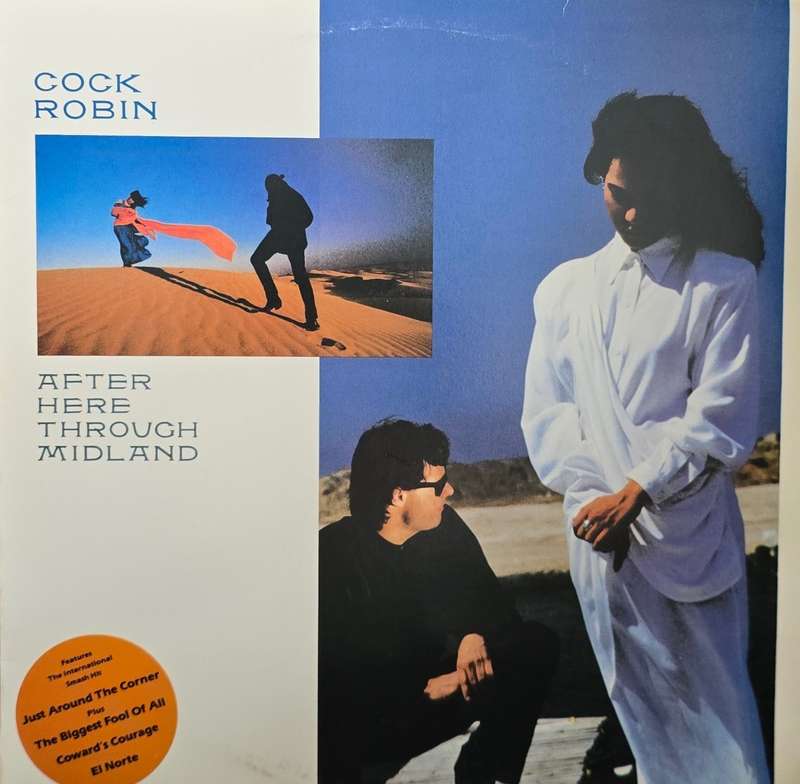 COCK
ROBIN
AFTER
HERE
THROUGH
MIDLAND
Features
The International
Smash Hit
Just Around The Corner
Plus
The Biggest Fool Of All
Coward's Courage
El Norte